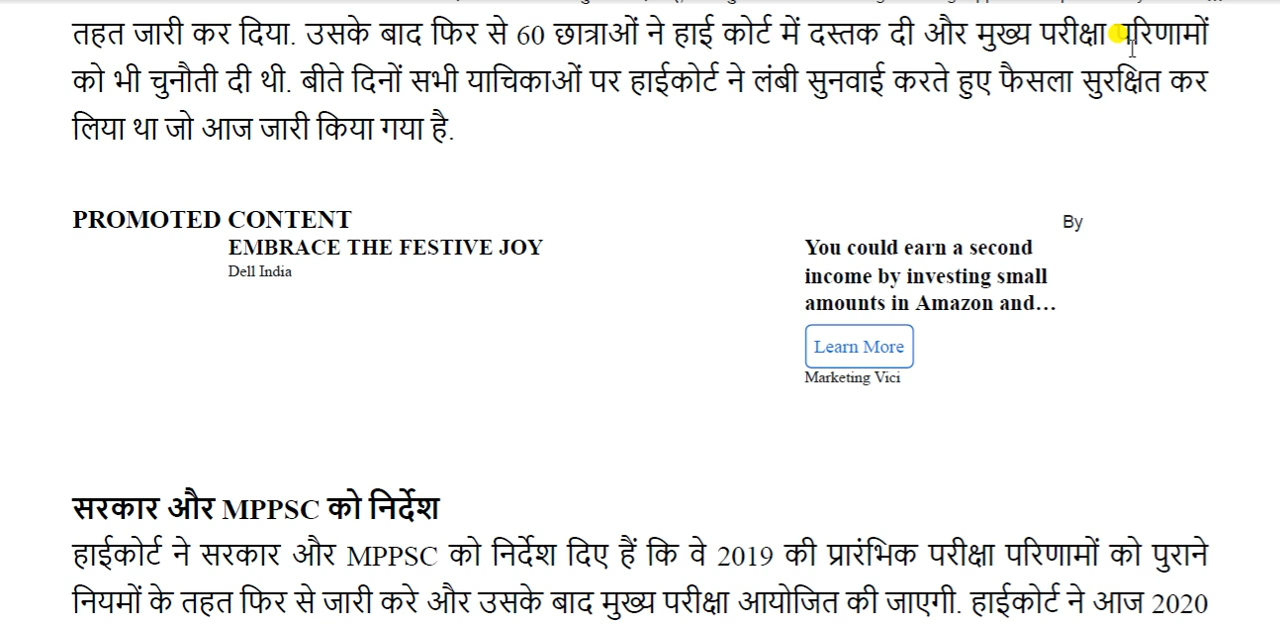 तहत जारी कर दिया. उसके बाद फिर से 60 छात्राओं ने हाई कोर्ट में दस्तक दी और मुख्य परीक्षा परिणामों
को भी चुनौती दी थी. बीते दिनों सभी याचिकाओं पर हाईकोर्ट ने लंबी सुनवाई करते हुए फैसला सुरक्षित कर
लिया था जो आज जारी किया गया है.
PROMOTED CONTENT
By
EMBRACE THE FESTIVE JOY
Dell India
You could earn a second
income by investing small
amounts in Amazon and…
Learn More
Marketing Vici
सरकार और MPPSC को निर्देश
हाईकोर्ट ने सरकार और MPPSC को निर्देश दिए हैं कि वे 2019 की प्रारंभिक परीक्षा परिणामों को पुराने
नियमों के तहत फिर से जारी करे और उसके बाद मुख्य परीक्षा आयोजित की जाएगी. हाईकोर्ट ने आज 2020